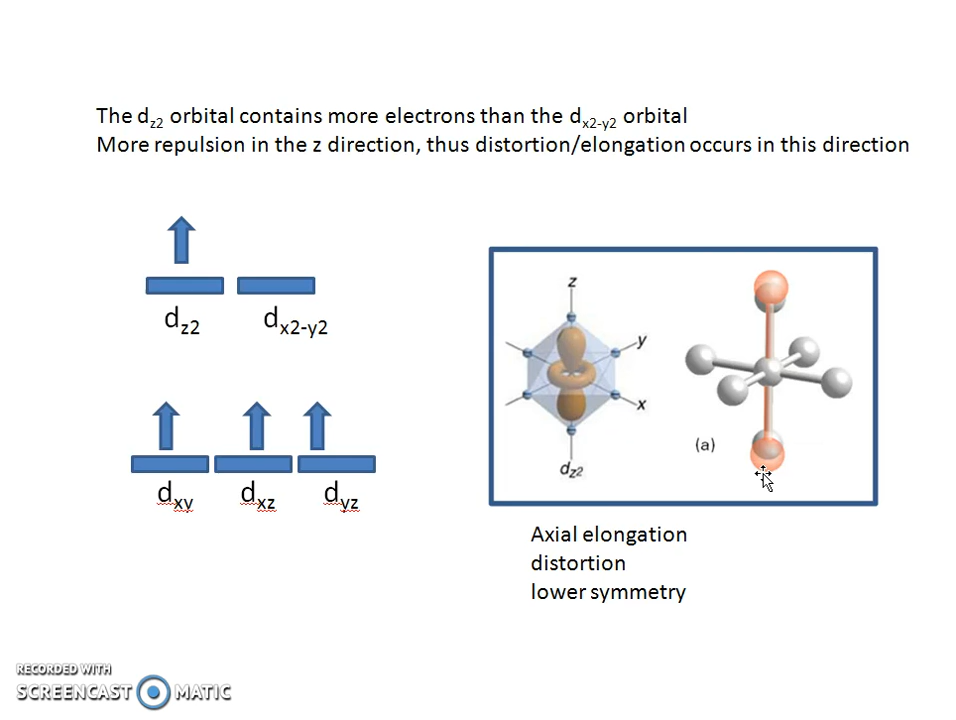 The dz2 orbital contains more electrons than the dx2-y2 orbital
More repulsion in the z direction, thus distortion/elongation occurs in this direction
dz2 dx2-y2
dxy dxz dyz
z
y
x
dz2
(a)
Axial elongation
distortion
lower symmetry
RECORDED WITH
SCREENCAST MATIC